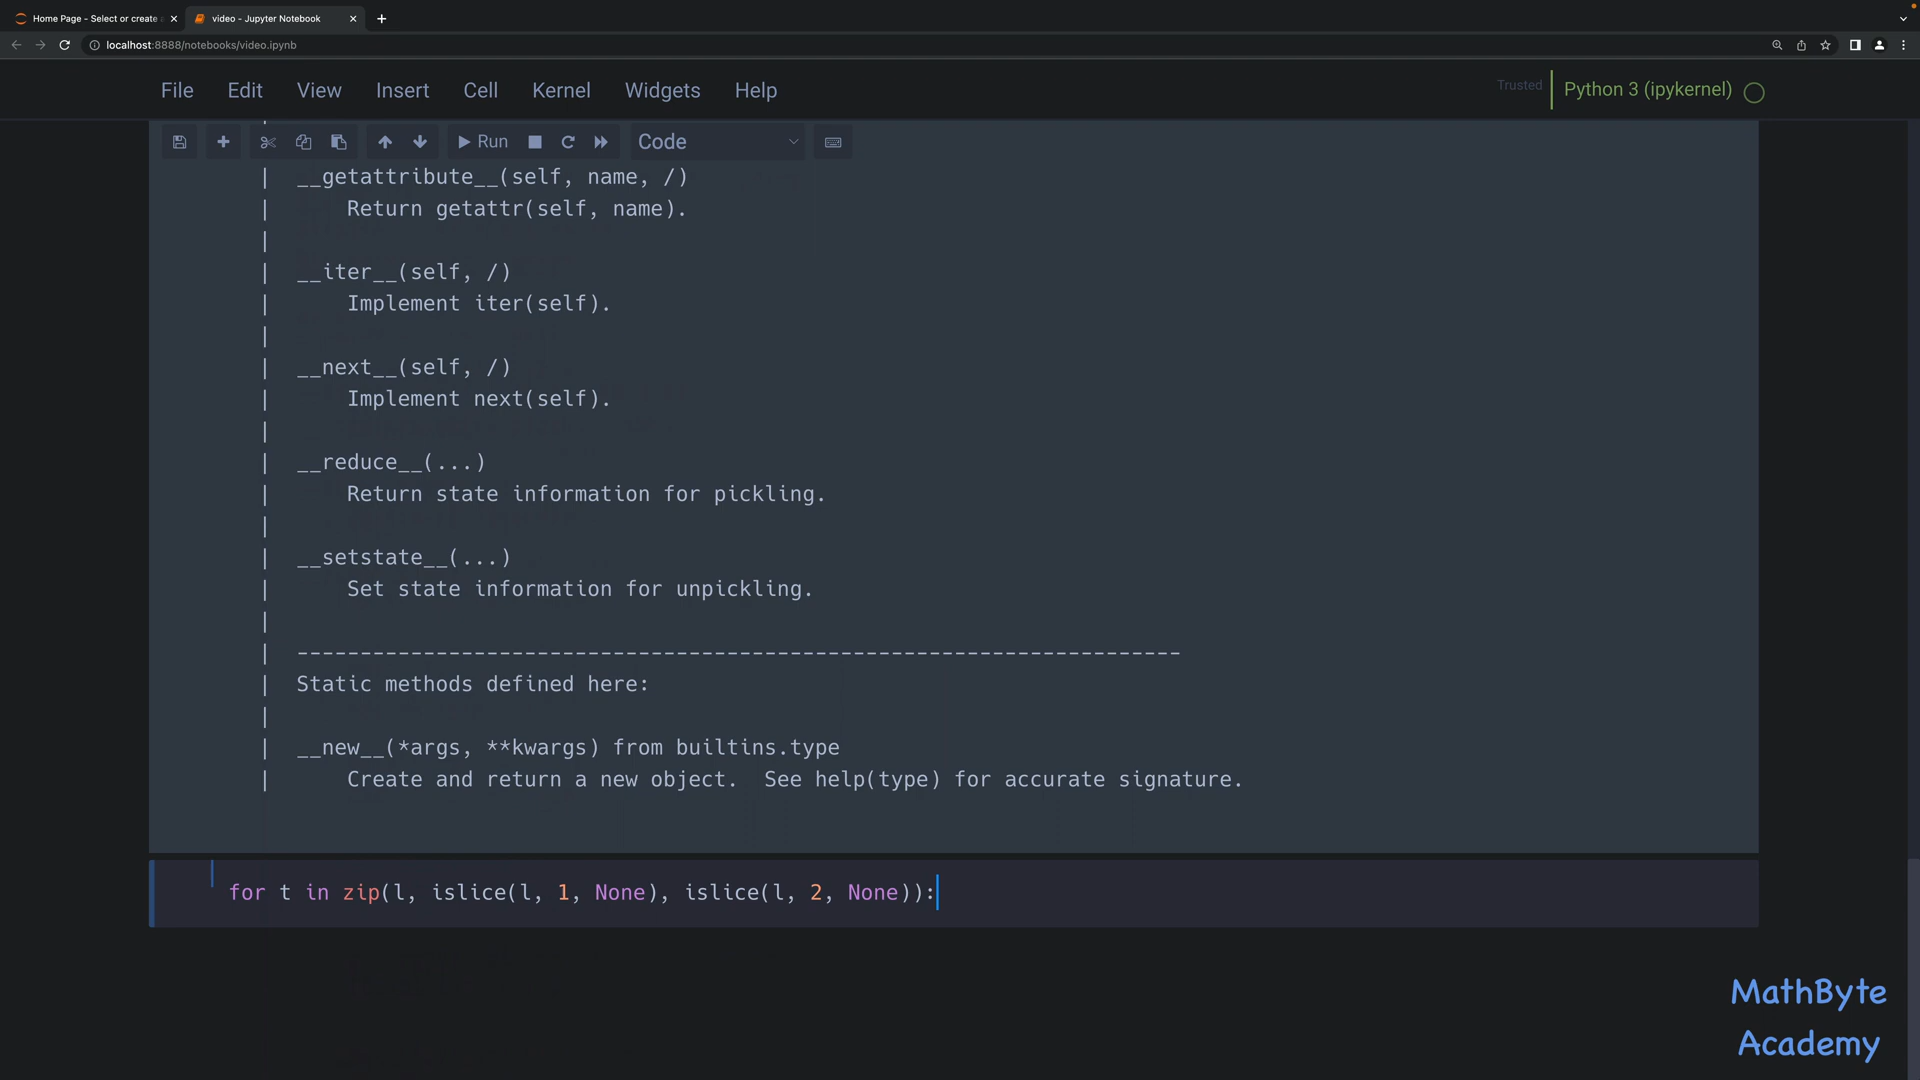 Home Page - Select or create
video - Jupyter Notebook
localhost:8888/notebooks/video.ipynb
File Edit View Insert Cell Kernel Widgets Help
Trusted
Python 3 (ipykernel)
Run
Code
| __getattribute__(self, name, /)
| Return getattr(self, name).
|
| __iter__(self, /)
| Implement iter(self).
|
| __next__(self, /)
| Implement next(self).
|
| __reduce__(...)
| Return state information for pickling.
|
| __setstate__(...)
| Set state information for unpickling.
|
| ----------------------------------------------------------------------
| Static methods defined here:
|
| __new__(*args, **kwargs) from builtins.type
| Create and return a new object.  See help(type) for accurate signature.
for t in zip(l, islice(l, 1, None), islice(l, 2, None)):
MathByte
Academy